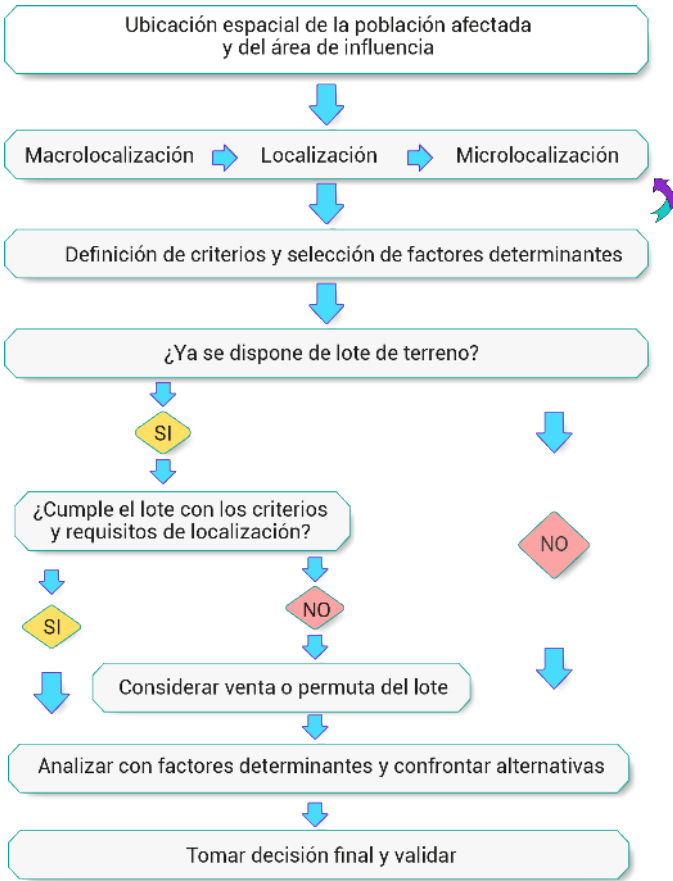 Ubicación espacial de la población afectada
y del área de influencia
Macrolocalización Localización Microlocalización
Definición de criterios y selección de factores determinantes
¿Ya se dispone de lote de terreno?
SI
¿Cumple el lote con los criterios
y requisitos de localización?
NO
NO
SI
Considerar venta o permuta del lote
Analizar con factores determinantes y confrontar alternativas
Tomar decisión final y validar